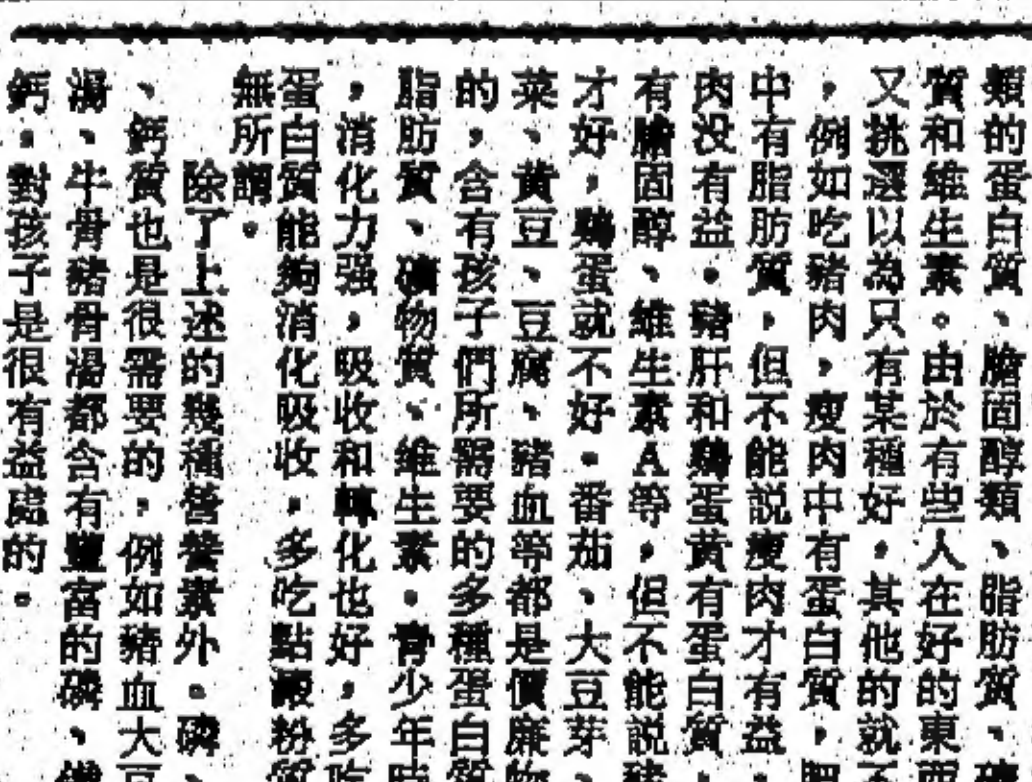 類的蛋白質、膽固醇類、脂肪質、
質和維生素。由於有些人在好的東
又挑選以為只有某種好。其他的就
，例如吃豬肉，瘦肉中有蛋白質，
中有脂肪質，但不能說瘦肉才有益
肉没有益。豬肝和鷄蛋黃有蛋白質
有膽固醇、維生素A等，但不能説
才好，鷄蛋就不好。番茄、大豆芽
菜、黄豆、豆腐、豬血等都是價廉
的，含有孩子們所需要的多種蛋白
脂肪質、礦物質、維生素。青少年
，消化力强，吸收和轉化也好，多
蛋白質能夠消化吸收，多吃點澱粉
無所謂。
除了上述的幾種營養素外。磷、
、鈣質也是很需要的，例如豬血大
湯、牛骨豬骨湯都含有豐富的磷、
鈣。對孩子是很有益處的。